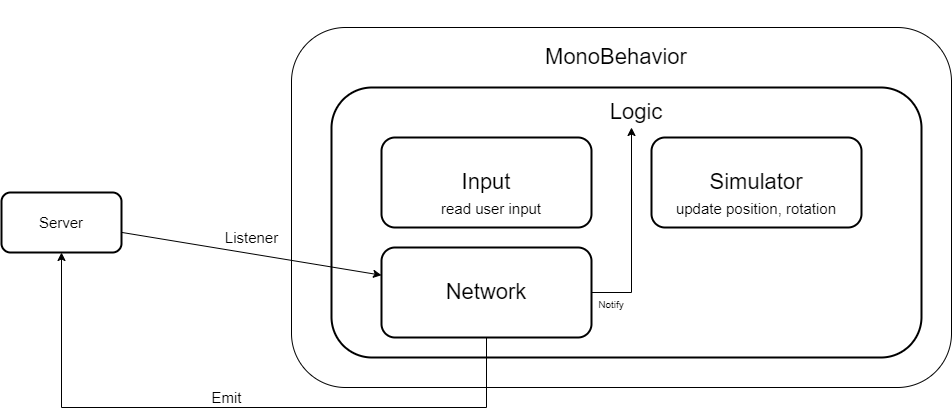 MonoBehavior
Logic
Input
read user input
Simulator
update position, rotation
Server
Listener
Network
Notify
Emit